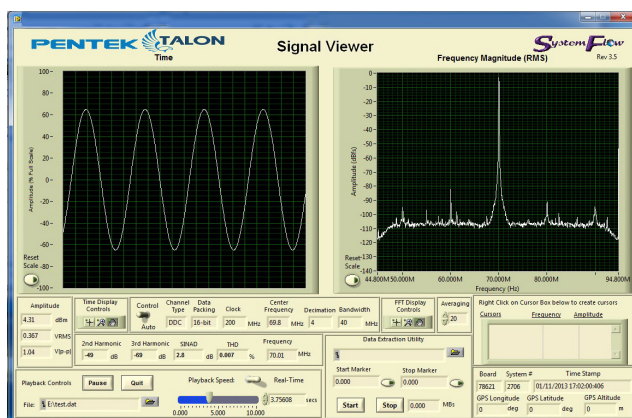 PENTEK TALON
Signal Viewer
SystemFlow
Rev 3.5
Time
Frequency Magnitude (RMS)
100-
80-
60-
40-
20-
0-
-20-
-40-
-60-
-80-
-100-
Amplitude (% Full Scale)
Reset
Scale
0-
-10-
-20-
-30-
-40-
-50-
-60-
-70-
-80-
-90-
-100-
-110-
-120-
-130-
-140-
Amplitude (dBfs)
Reset
Scale
44.800M 50.000M 60.000M 70.000M 80.000M 94.800M
Frequency (Hz)
Amplitude
4.31 dBm
0.367 VRMS
1.04 V(p-p)
Time Display
Controls
Control
Auto
Channel
Type
DDC
Data
Packing
16-bit
Clock
200 MHz
Center
Frequency
69.8 MHz
Decimation
4
Bandwidth
40 MHz
FFT Display
Controls
Averaging
20
2nd Harmonic
-49 dB
3rd Harmonic
-69 dB
SINAD
2.8 dB
THD
0.007 %
Frequency
70.01 MHz
Data Extraction Utility
Start Marker
0.000
Stop Marker
0.000
Start
Stop
0.000 MBs
Playback Controls
Pause
Quit
Playback Speed:
Real-Time
3.75608 secs
0.000 5.000 10.000
File:
E:\test.dat
Right Click on Cursor Box below to create cursors
Cursors Frequency Amplitude
Board System # Time Stamp
78621 2706 01/11/2013 17:02:00:406
GPS Longitude GPS Latitude GPS Altitude
0 deg 0 deg 0 m